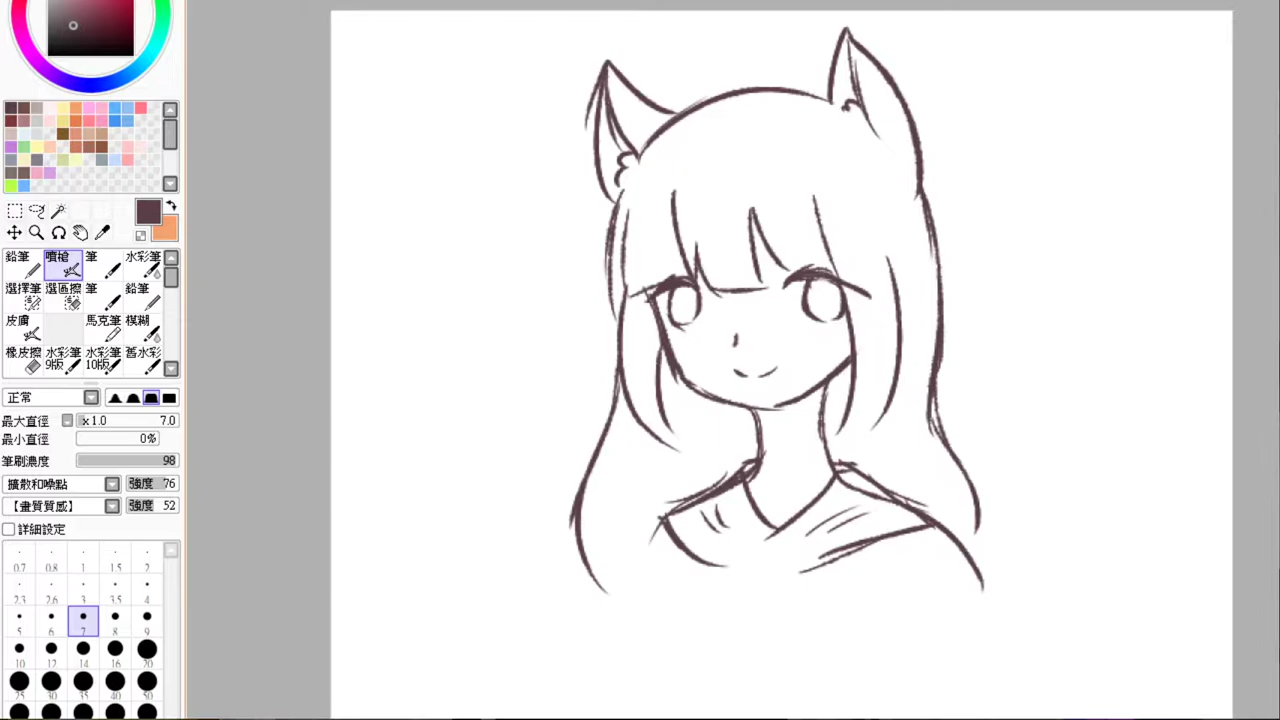 鉛筆 噴槍 筆 水彩筆
選擇筆 選區擦 筆 鉛筆
皮膚 馬克筆 模糊
橡皮擦 水彩筆 水彩筆 舊水彩
9版 10版
正常
最大直徑 x 1.0 7.0
最小直徑 0%
筆刷濃度 98
擴散和噪點 強度 76
【畫質質感】 強度 52
詳細設定
0.7 0.8 1 1.5 2
2.3 2.6 3 3.5 4
5 6 7 8 9
10 12 14 16 20
25 30 35 40 50